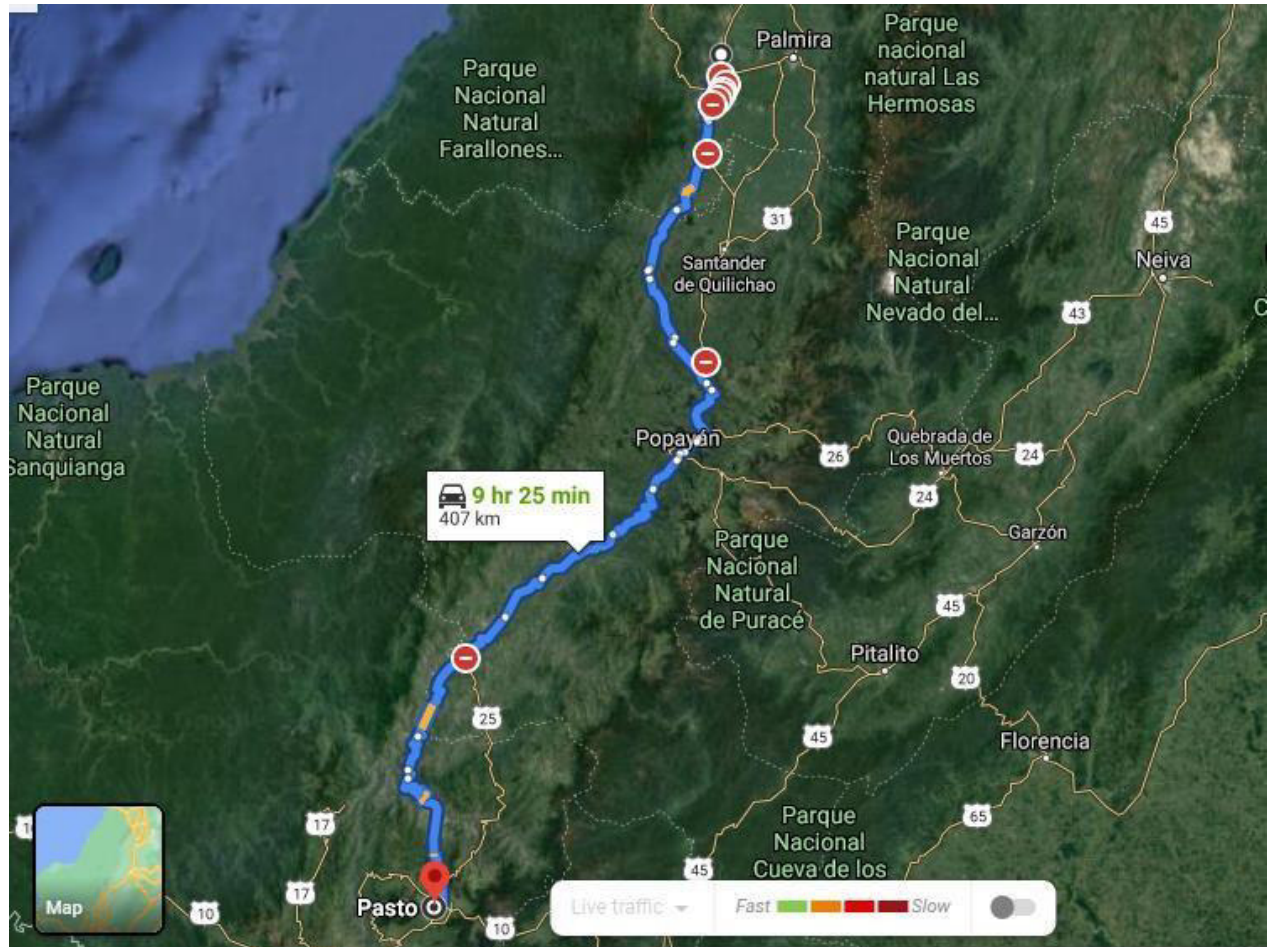 Parque
nacional
natural Las
Hermosas
Palmira
Parque
Nacional
Natural
Farallones...
31
45
Santander
de Quilichao
Parque
Nacional
Natural
Nevado del...
Neiva
43
Parque
Nacional
Natural
Sanquianga
Popayán
26
Quebrada de
Los Muertos
24
24
9 hr 25 min
407 km
Garzón
Parque
Nacional
Natural
de Puracé
45
Pitalito
20
25
45
Florencia
17
65
Parque
Nacional
Cueva de los
45
17
Map
10
Pasto
10
Live traffic
Fast
Slow